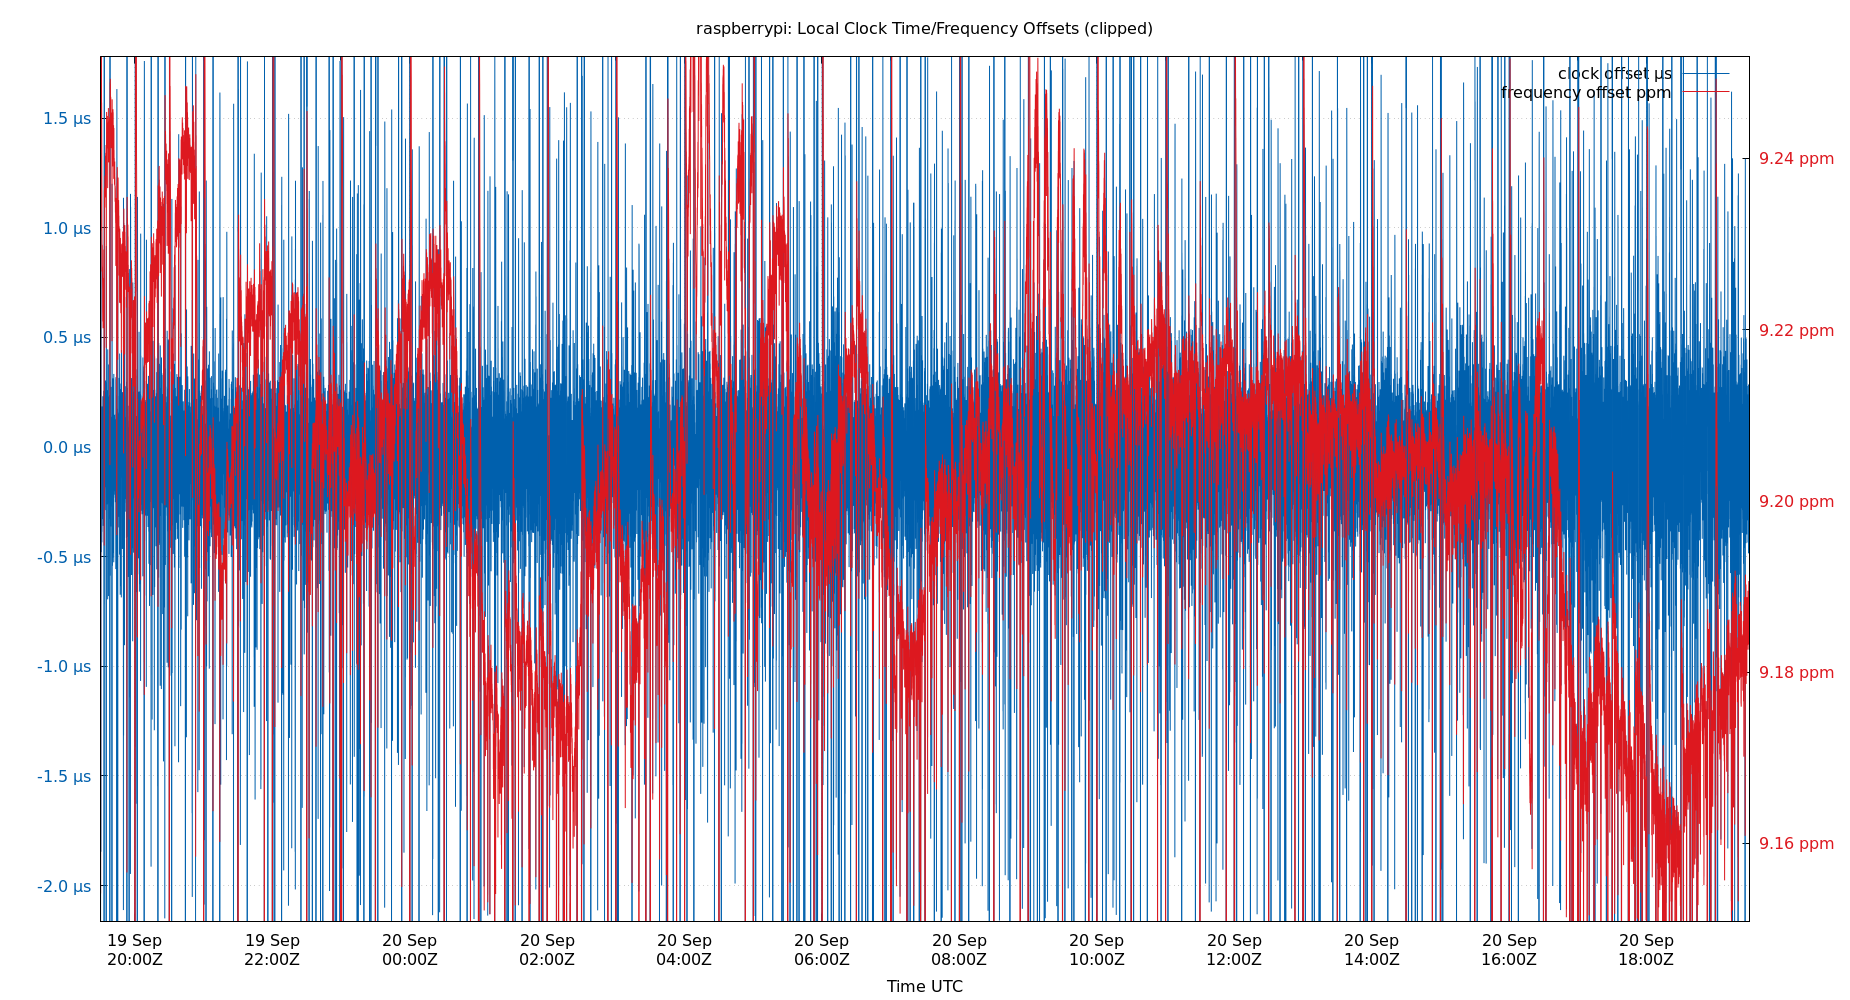 raspberrypi: Local Clock Time/Frequency Offsets (clipped)
clock offset µs
frequency offset ppm
1.5 µs
1.0 µs
0.5 µs
0.0 µs
-0.5 µs
-1.0 µs
-1.5 µs
-2.0 µs
9.24 ppm
9.22 ppm
9.20 ppm
9.18 ppm
9.16 ppm
19 Sep 19 Sep 20 Sep 20 Sep 20 Sep 20 Sep 20 Sep 20 Sep 20 Sep 20 Sep 20 Sep 20 Sep
20:00Z 22:00Z 00:00Z 02:00Z 04:00Z 06:00Z 08:00Z 10:00Z 12:00Z 14:00Z 16:00Z 18:00Z
Time UTC